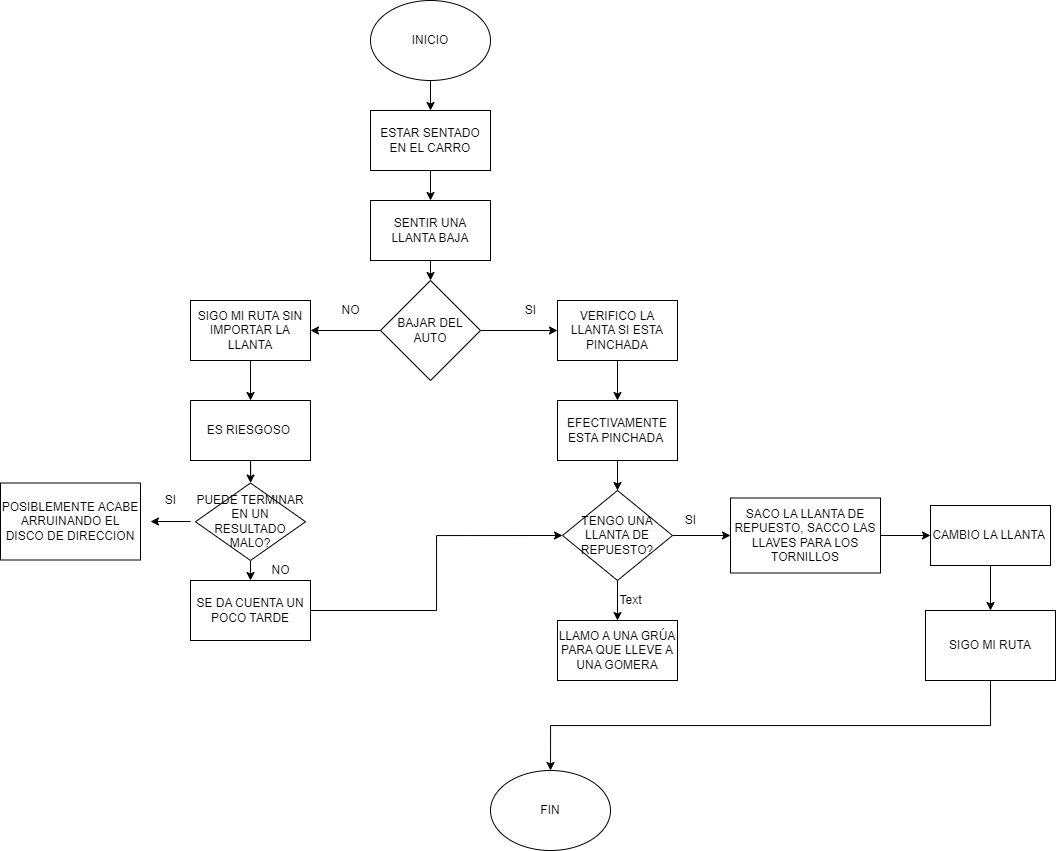 INICIO
ESTAR SENTADO
EN EL CARRO
SENTIR UNA
LLANTA BAJA
BAJAR DEL
AUTO
NO
SI
SIGO MI RUTA SIN
IMPORTAR LA
LLANTA
VERIFICO LA
LLANTA SI ESTA
PINCHADA
ES RIESGOSO
EFECTIVAMENTE
ESTA PINCHADA
PUEDE TERMINAR
EN UN
RESULTADO
MALO?
SI
POSIBLEMENTE ACABE
ARRUINANDO EL
DISCO DE DIRECCION
NO
SE DA CUENTA UN
POCO TARDE
TENGO UNA
LLANTA DE
REPUESTO?
SI
SACO LA LLANTA DE
REPUESTO, SACCO LAS
LLAVES PARA LOS
TORNILLOS
CAMBIO LA LLANTA
Text
LLAMO A UNA GRÚA
PARA QUE LLEVE A
UNA GOMERA
SIGO MI RUTA
FIN